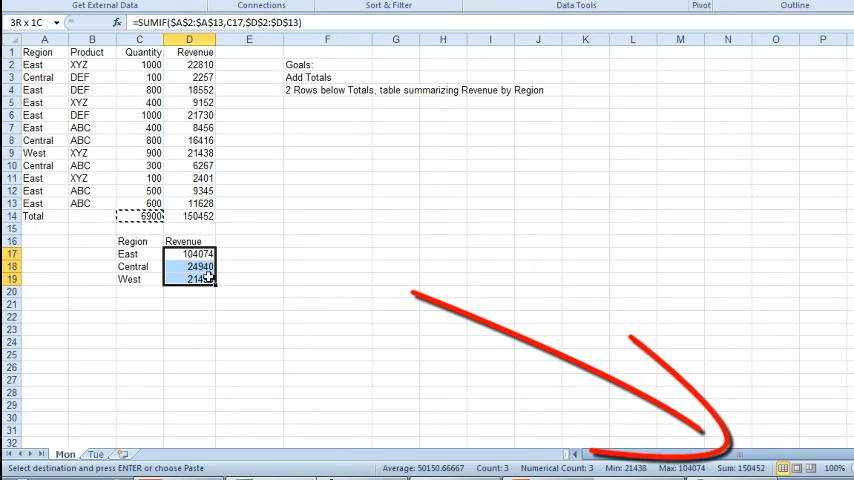 Get External Data Connections Sort & Filter Data Tools Pivot Outline
3R x 1C fx =SUMIF($A$2:$A$13,C17,$D$2:$D$13)
A B C D E F G H I J K L M N O P
1 Region Product Quantity Revenue
2 East XYZ 1000 22810 Goals:
3 Central DEF 100 2257 Add Totals
4 East DEF 800 18552 2 Rows below Totals, table summarizing Revenue by Region
5 East XYZ 400 9152
6 East DEF 1000 21730
7 East ABC 400 8456
8 Central ABC 800 16416
9 West XYZ 900 21438
10 Central ABC 300 6267
11 East XYZ 100 2401
12 East ABC 500 9345
13 East ABC 600 11628
14 Total 6900 150452
15
16 Region Revenue
17 East 104074
18 Central 24940
19 West
20
21
22
23
24
25
26
27
28
29
30
31
32
Mon Tue
Select destination and press ENTER or choose Paste Average: 50150.66667 Count: 3 Numerical Count: 3 Min: 21438 Max: 104074 Sum: 150452 100%